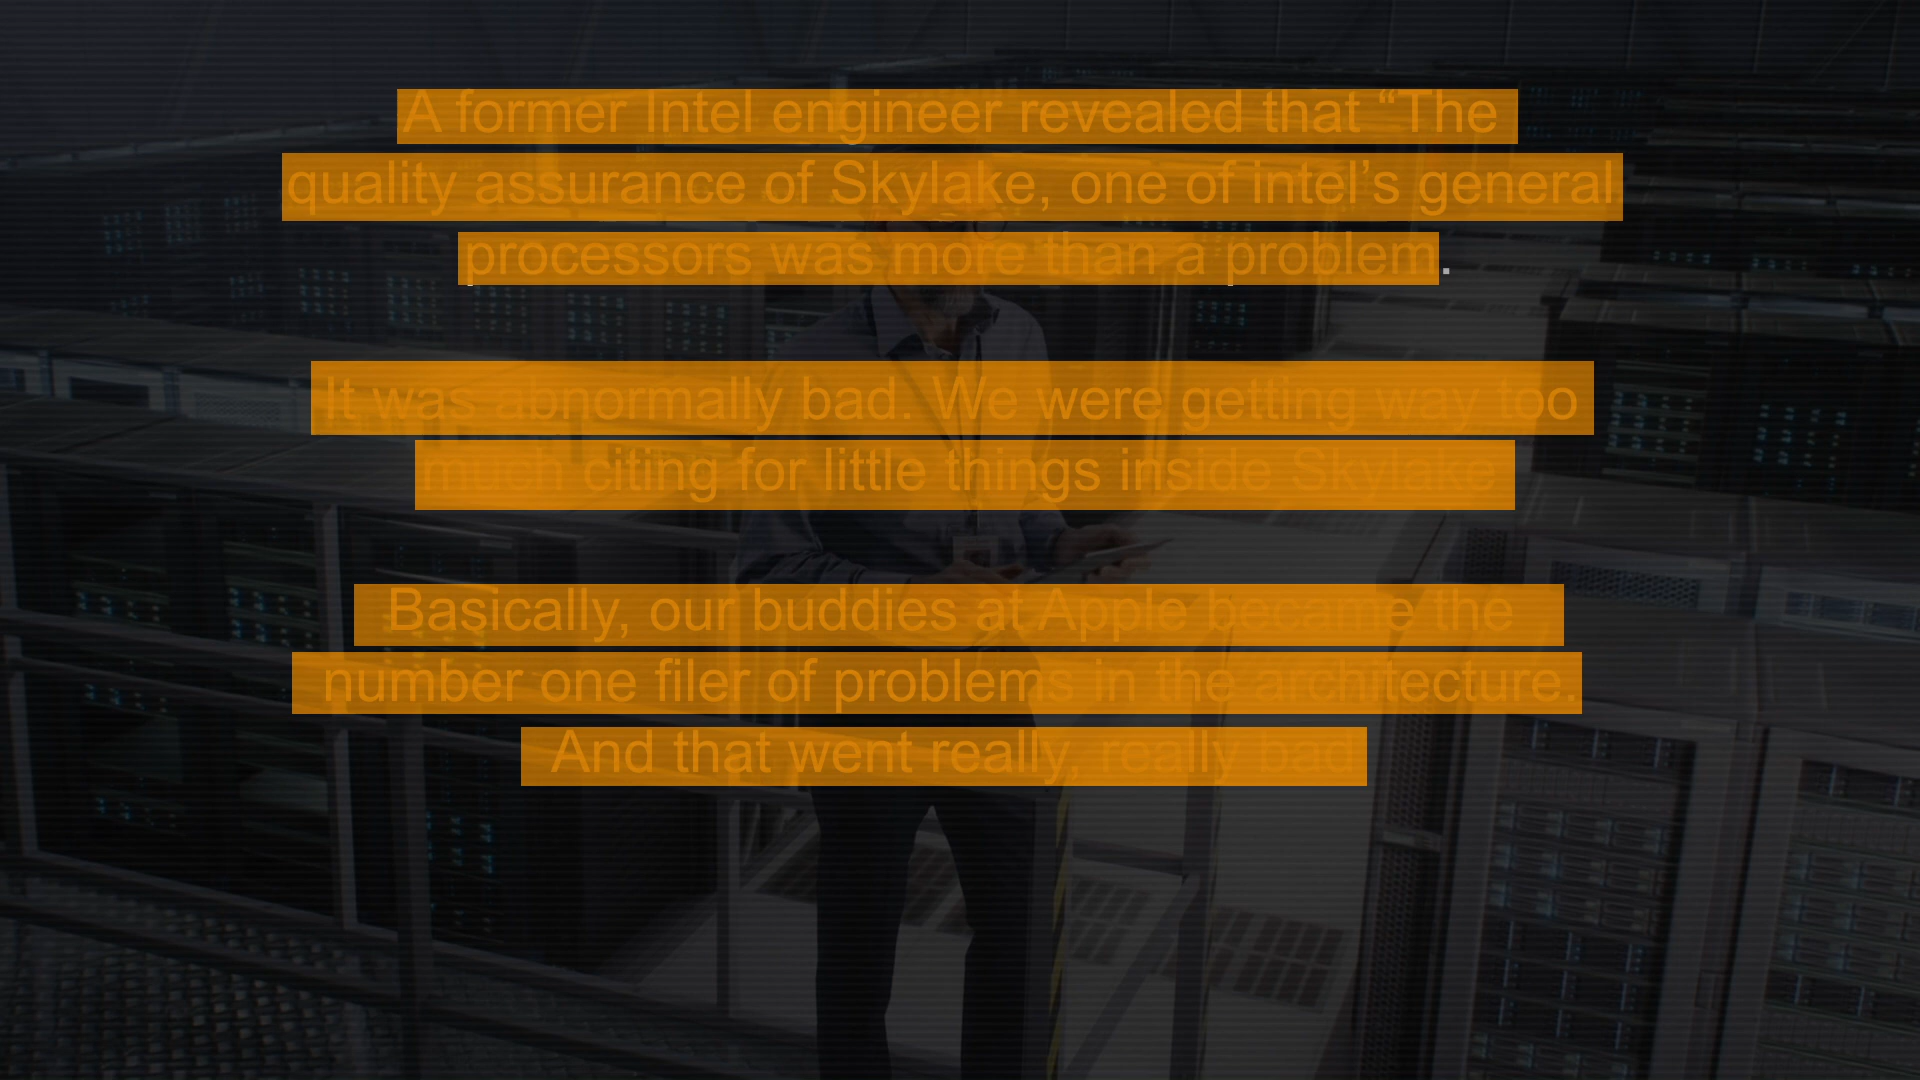 A former Intel engineer revealed that “The
quality assurance of Skylake, one of intel’s general
processors was more than a problem.
It was abnormally bad. We were getting way too
much citing for little things inside Skylake
Basically, our buddies at Apple became the
number one filer of problems in the architecture.
And that went really, really bad